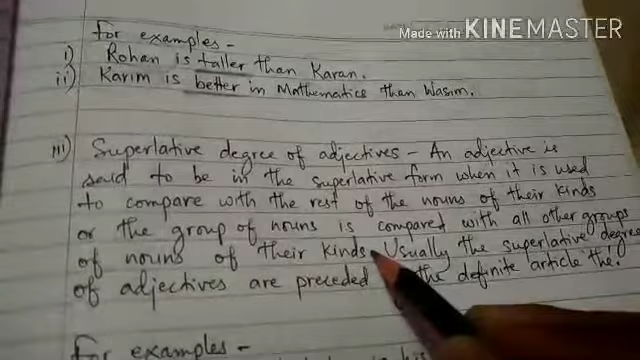 for examples -
Made with KINEMASTER
i) Rohan is taller than Karan.
ii) Karim is better in Mathematics than Wasim.
iii) Superlative degree of adjectives - An adjective is
said to be in the superlative form when it is used
to compare with the rest of the nouns of their kinds
or the group of nouns is compared with all other groups
of nouns of their kinds Usually the superlative degree
of adjectives are preceded the definite article the.
for examples -